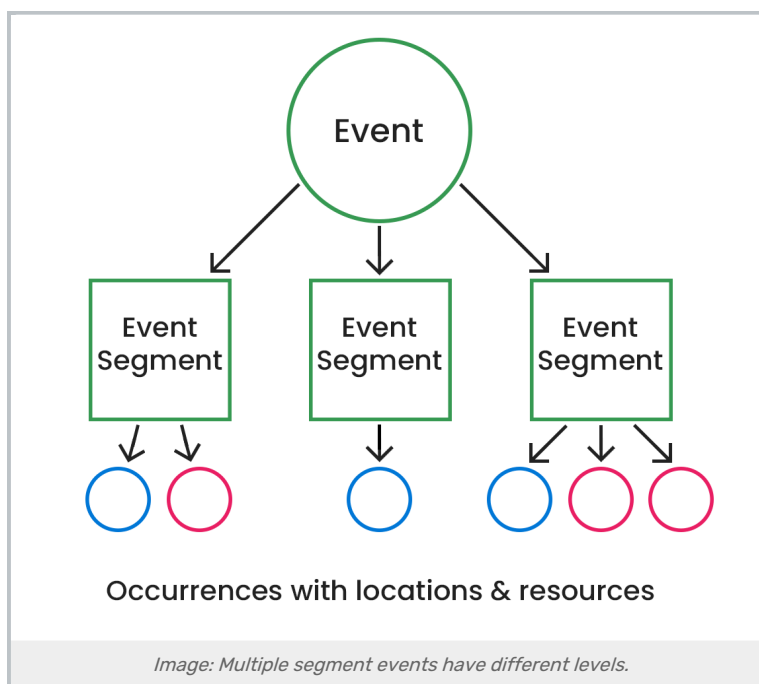 Event
Event
Segment
Event
Segment
Event
Segment
Occurrences with locations & resources
Image: Multiple segment events have different levels.